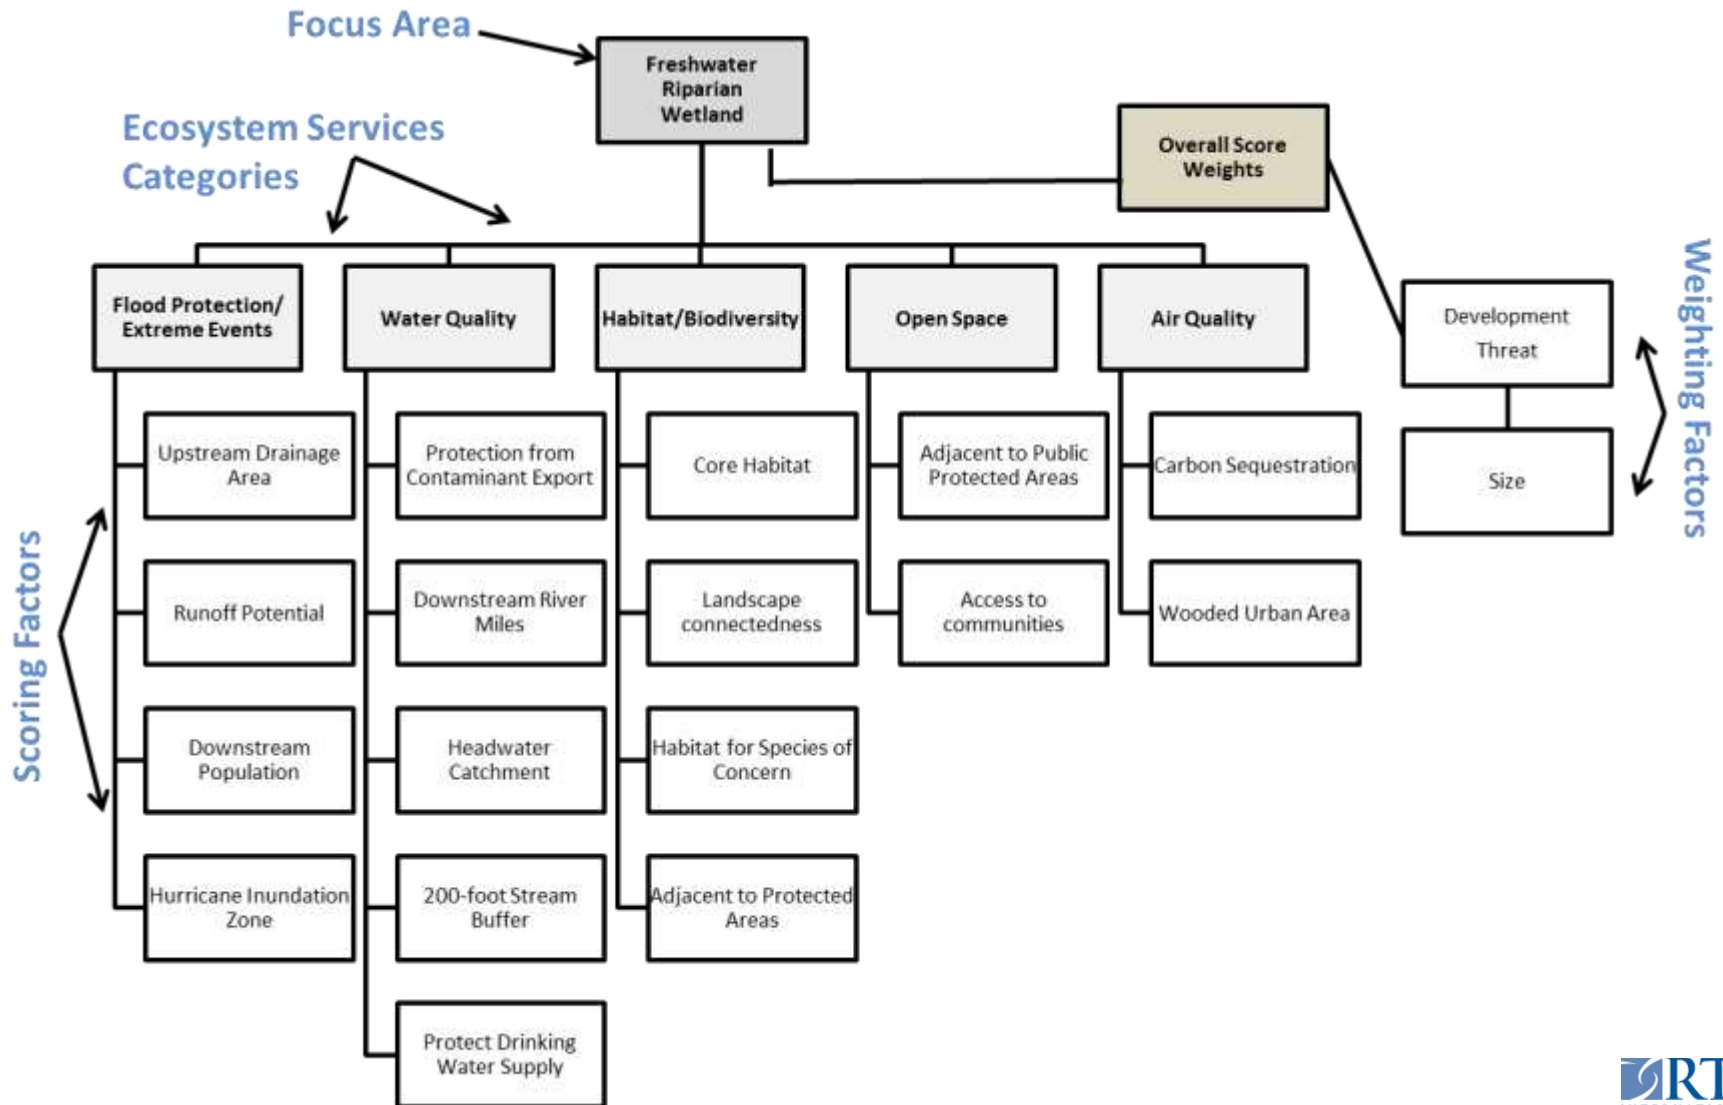 Focus Area
Freshwater
Riparian
Wetland
Ecosystem Services
Categories
Overall Score
Weights
Flood Protection/
Extreme Events
Water Quality
Habitat/Biodiversity
Open Space
Air Quality
Development
Threat
Size
Weighting Factors
Scoring Factors
Upstream Drainage
Area
Runoff Potential
Downstream
Population
Hurricane Inundation
Zone
Protection from
Contaminant Export
Downstream River
Miles
Headwater
Catchment
200-foot Stream
Buffer
Protect Drinking
Water Supply
Core Habitat
Landscape
connectedness
Habitat for Species of
Concern
Adjacent to Protected
Areas
Adjacent to Public
Protected Areas
Access to
communities
Carbon Sequestration
Wooded Urban Area
RT